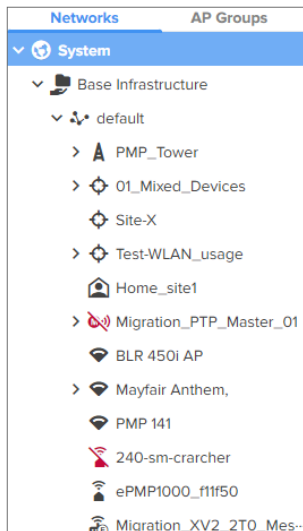 Networks AP Groups
System
Base Infrastructure
default
PMP_Tower
01_Mixed_Devices
Site-X
Test-WLAN_usage
Home_site1
Migration_PTP_Master_01
BLR 450i AP
Mayfair Anthem,
PMP 141
240-sm-crarcher
ePMP1000_f11f50
Migration_XV2_2T0_Mes...